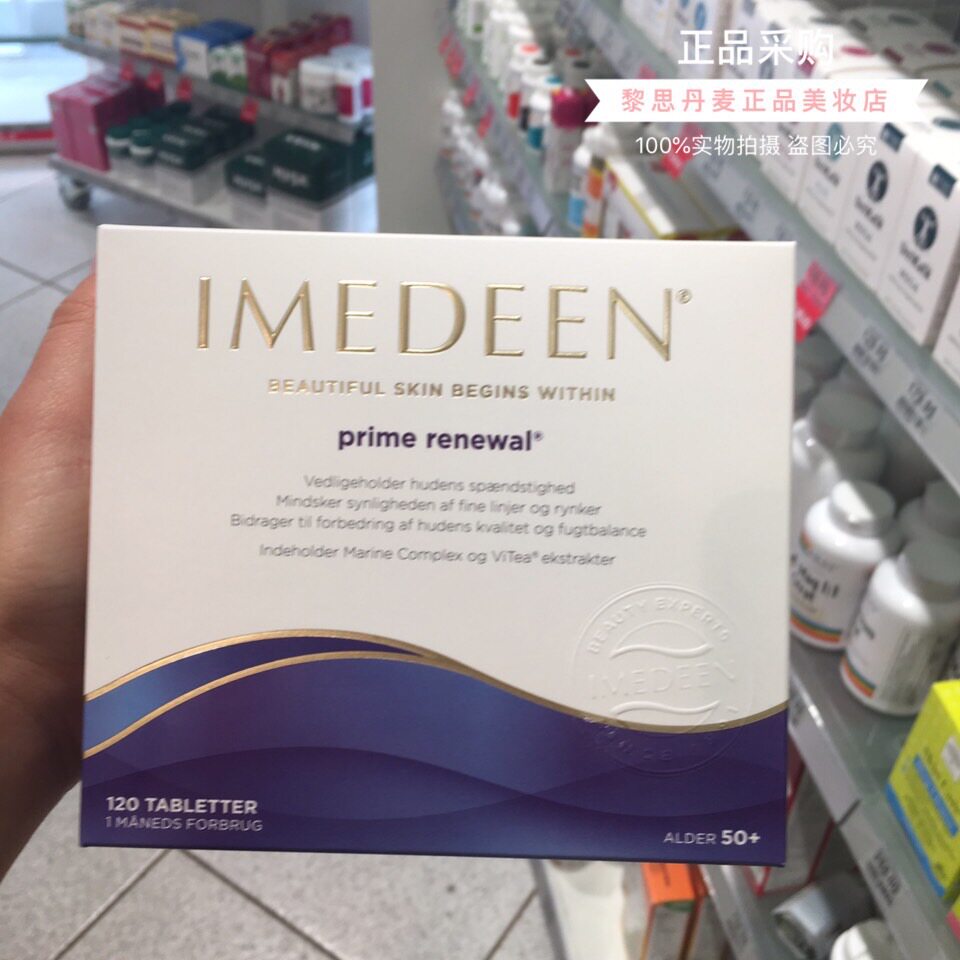 正品采购
黎思丹麦正品美妆店
100%实物拍摄 盗图必究
IMEDEEN®
BEAUTIFUL SKIN BEGINS WITHIN
prime renewal®
Vedligeholder hudens spændstighed
Mindsker synligheden af fine linjer og rynker
Bidrager til forbedring af hudens kvalitet og fugtbalance
Indeholder Marine Complex og ViTea® ekstrakter
BEAUTY EXPERTS
IMEDEEN
120 TABLETTER
1 MÅNEDS FORBRUG
ALDER 50+